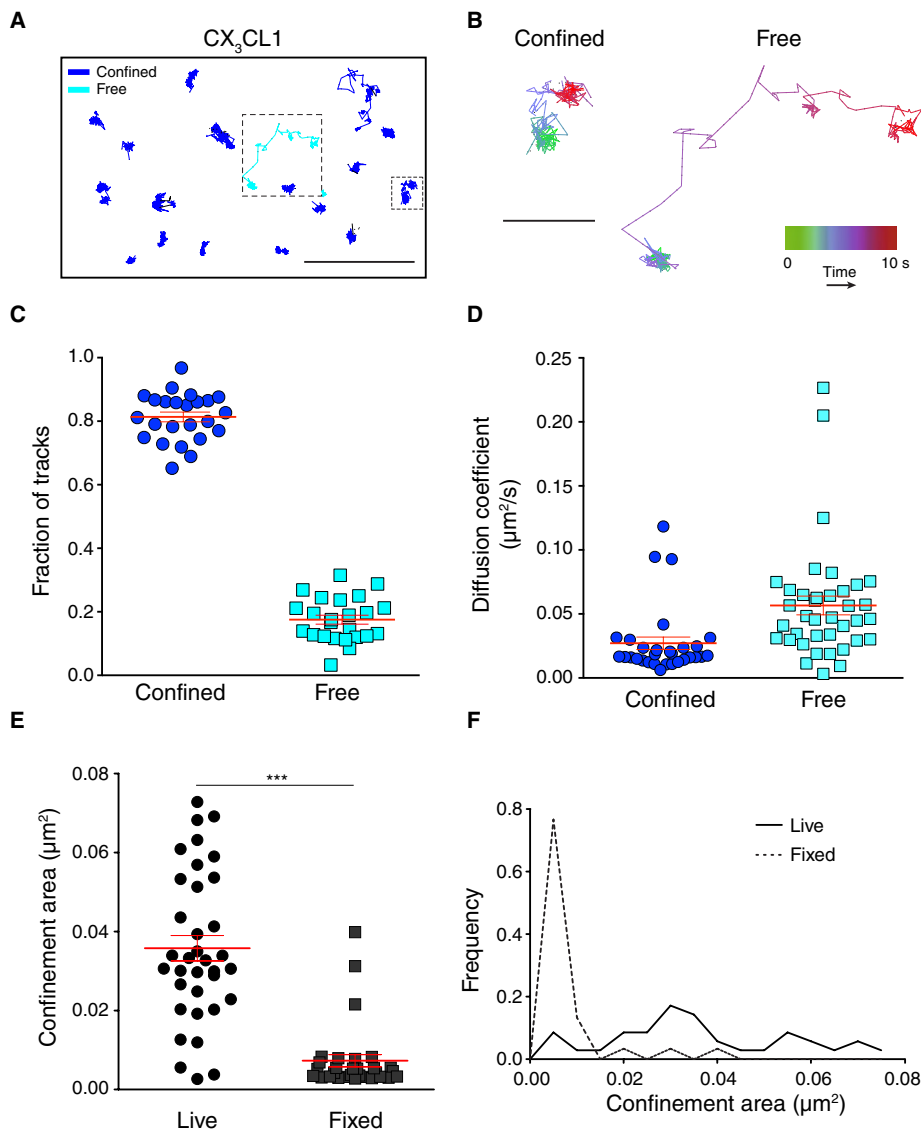 A
CX₃CL1
Confined
Free
B
Confined
Free
0
10 s
Time
C
Fraction of tracks
1.0
0.8
0.6
0.4
0.2
0.0
Confined
Free
D
Diffusion coefficient
(µm²/s)
0.25
0.20
0.15
0.10
0.05
0.00
Confined
Free
E
Confinement area (µm²)
0.08
0.06
0.04
0.02
0.00
***
Live
Fixed
F
Frequency
0.8
0.6
0.4
0.2
0.0
Live
Fixed
0.00
0.02
0.04
0.06
0.08
Confinement area (µm²)